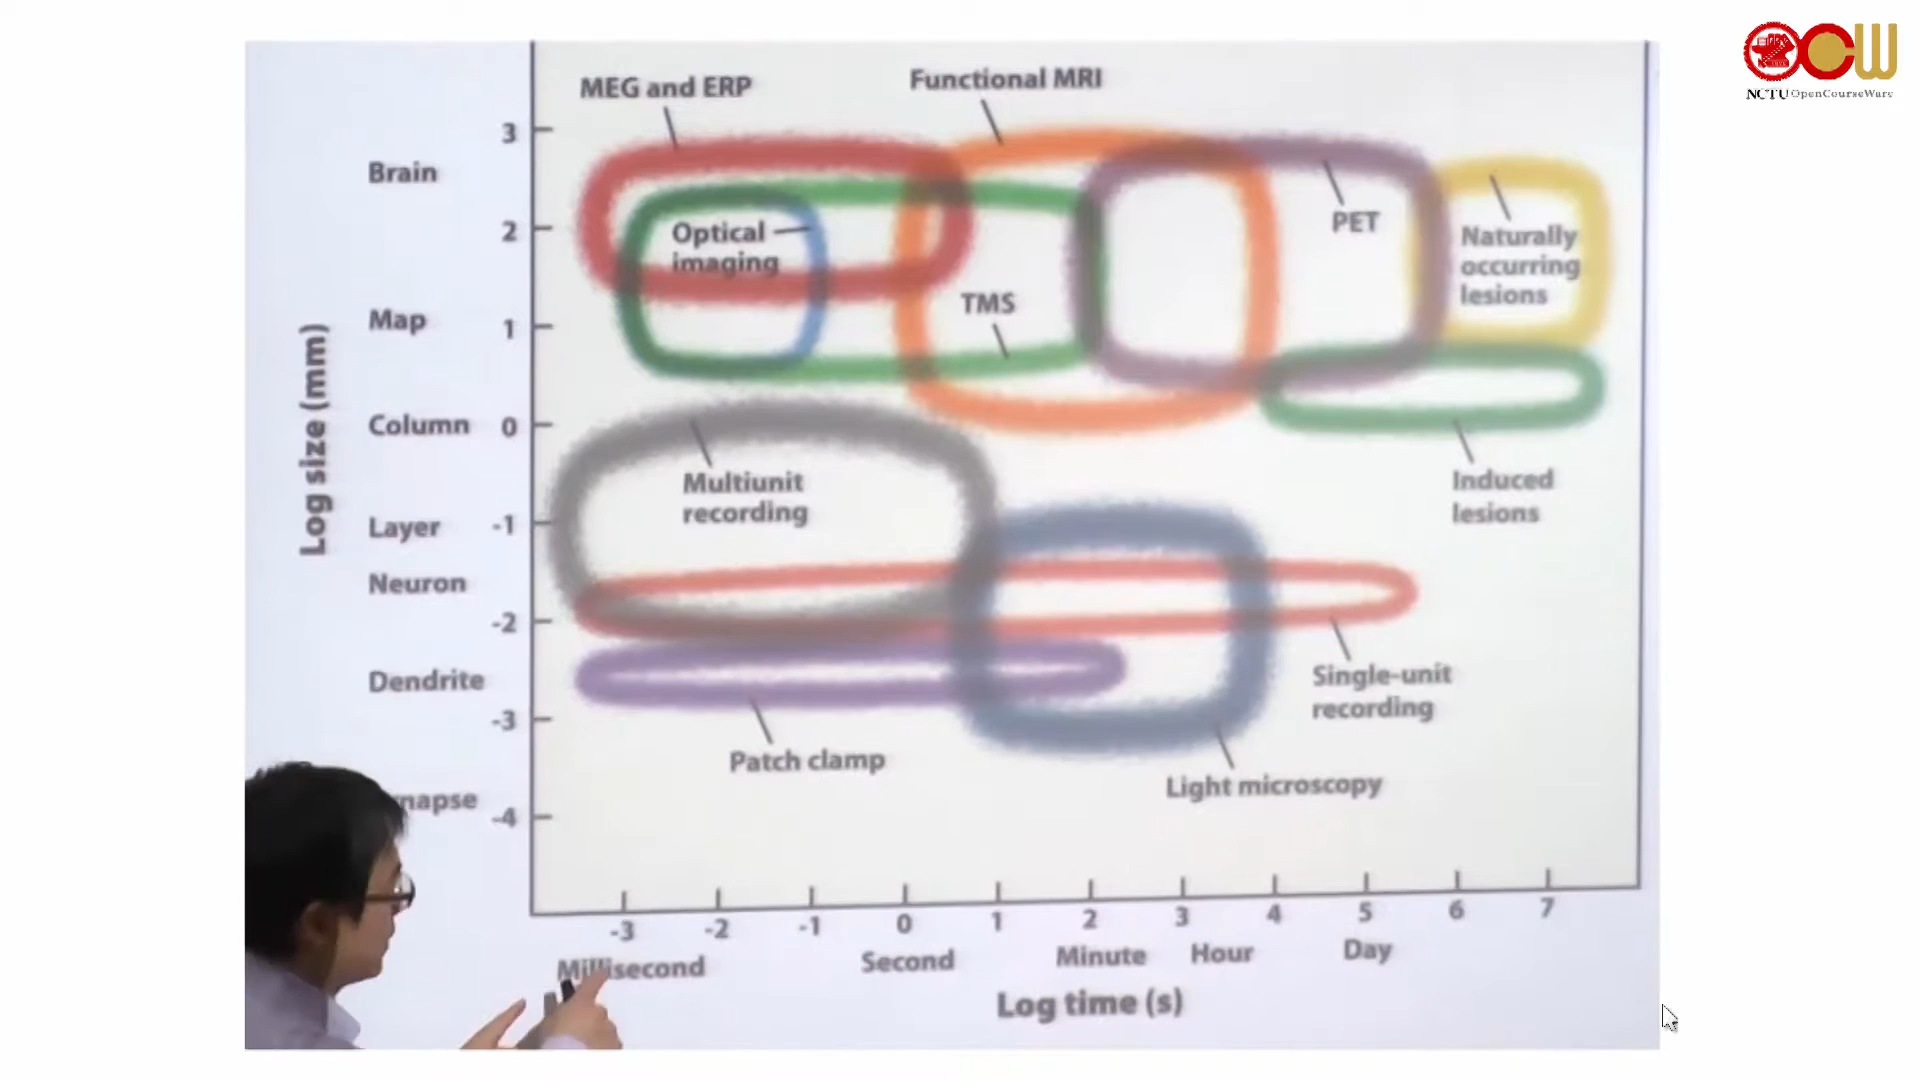 NCTU OpenCourseWare
MEG and ERP
Functional MRI
Optical
imaging
TMS
PET
Naturally
occurring
lesions
Multiunit
recording
Induced
lesions
Single-unit
recording
Patch clamp
Light microscopy
Log size (mm)
Brain
Map
Column
Layer
Neuron
Dendrite
napse
3
2
1
0
-1
-2
-3
-4
-3 -2 -1 0 1 2 3 4 5 6 7
Millisecond Second Minute Hour Day
Log time (s)